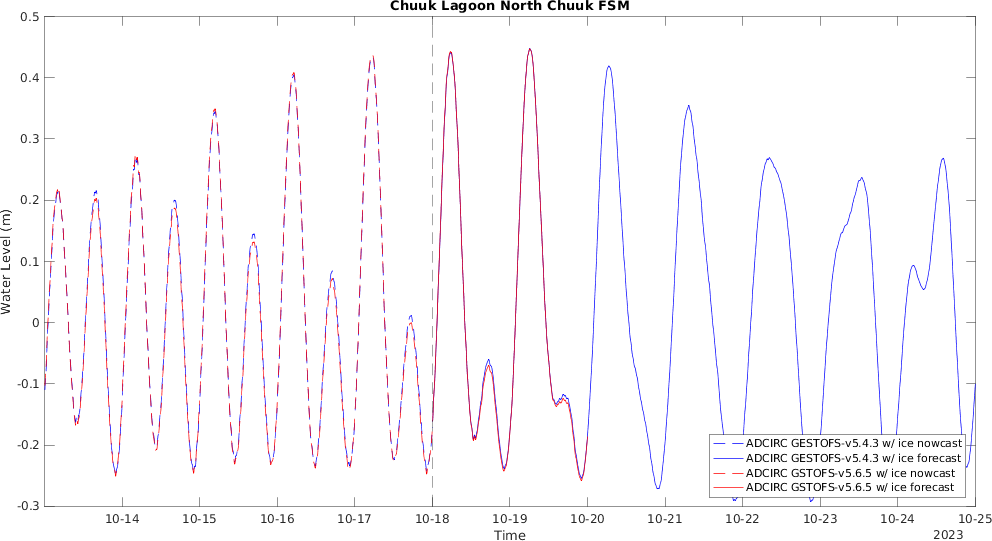 Chuuk Lagoon North Chuuk FSM
0.5
0.4
0.3
0.2
0.1
0
-0.1
-0.2
-0.3
Water Level (m)
ADCIRC GESTOFS-v5.4.3 w/ ice nowcast
ADCIRC GESTOFS-v5.4.3 w/ ice forecast
ADCIRC GSTOFS-v5.6.5 w/ ice nowcast
ADCIRC GSTOFS-v5.6.5 w/ ice forecast
10-14 10-15 10-16 10-17 10-18 10-19 10-20 10-21 10-22 10-23 10-24 10-25
Time
2023